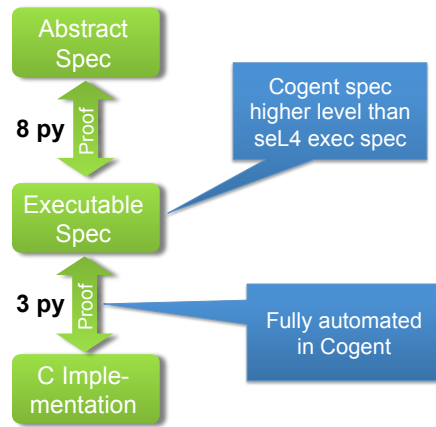 Abstract
Spec
8 py
Proof
Cogent spec
higher level than
seL4 exec spec
Executable
Spec
3 py
Proof
Fully automated
in Cogent
C Imple-
mentation